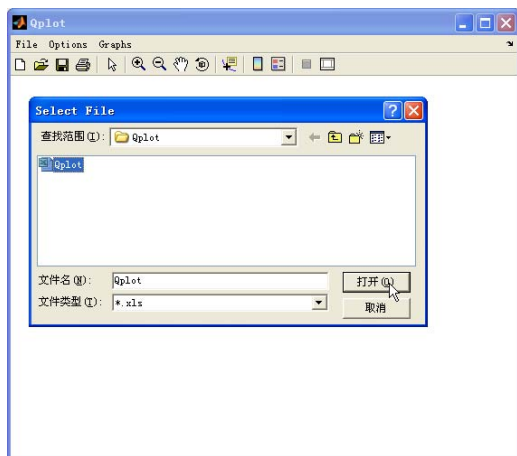 Qplot
File Options Graphs
Select File
查找范围(I): Qplot
Qplot
文件名(N): Qplot 打开(O)
文件类型(T): *.xls 取消